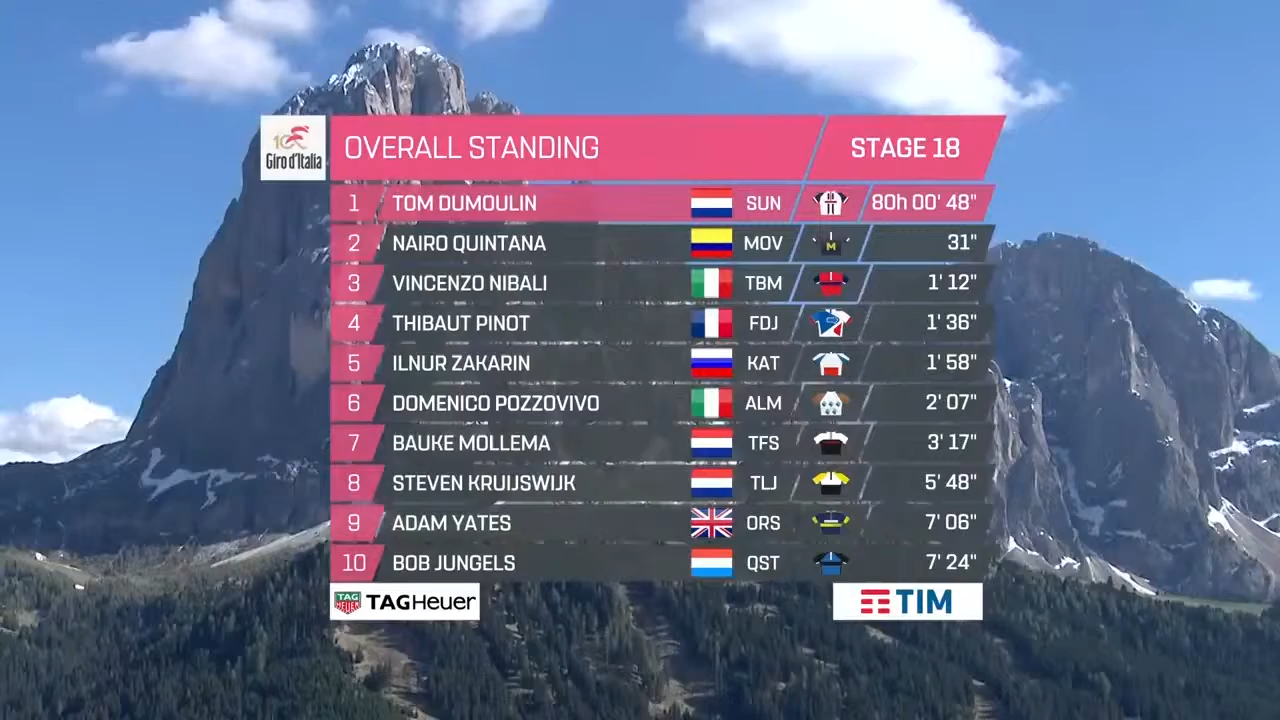 100
Giro d'Italia
OVERALL STANDING STAGE 18
1 TOM DUMOULIN SUN 80h 00' 48"
2 NAIRO QUINTANA MOV M 31"
3 VINCENZO NIBALI TBM 1' 12"
4 THIBAUT PINOT FDJ 1' 36"
5 ILNUR ZAKARIN KAT 1' 58"
6 DOMENICO POZZOVIVO ALM 2' 07"
7 BAUKE MOLLEMA TFS 3' 17"
8 STEVEN KRUIJSWIJK TLJ 5' 48"
9 ADAM YATES ORS 7' 06"
10 BOB JUNGELS QST 7' 24"
TAG HEUER TAGHeuer TIM